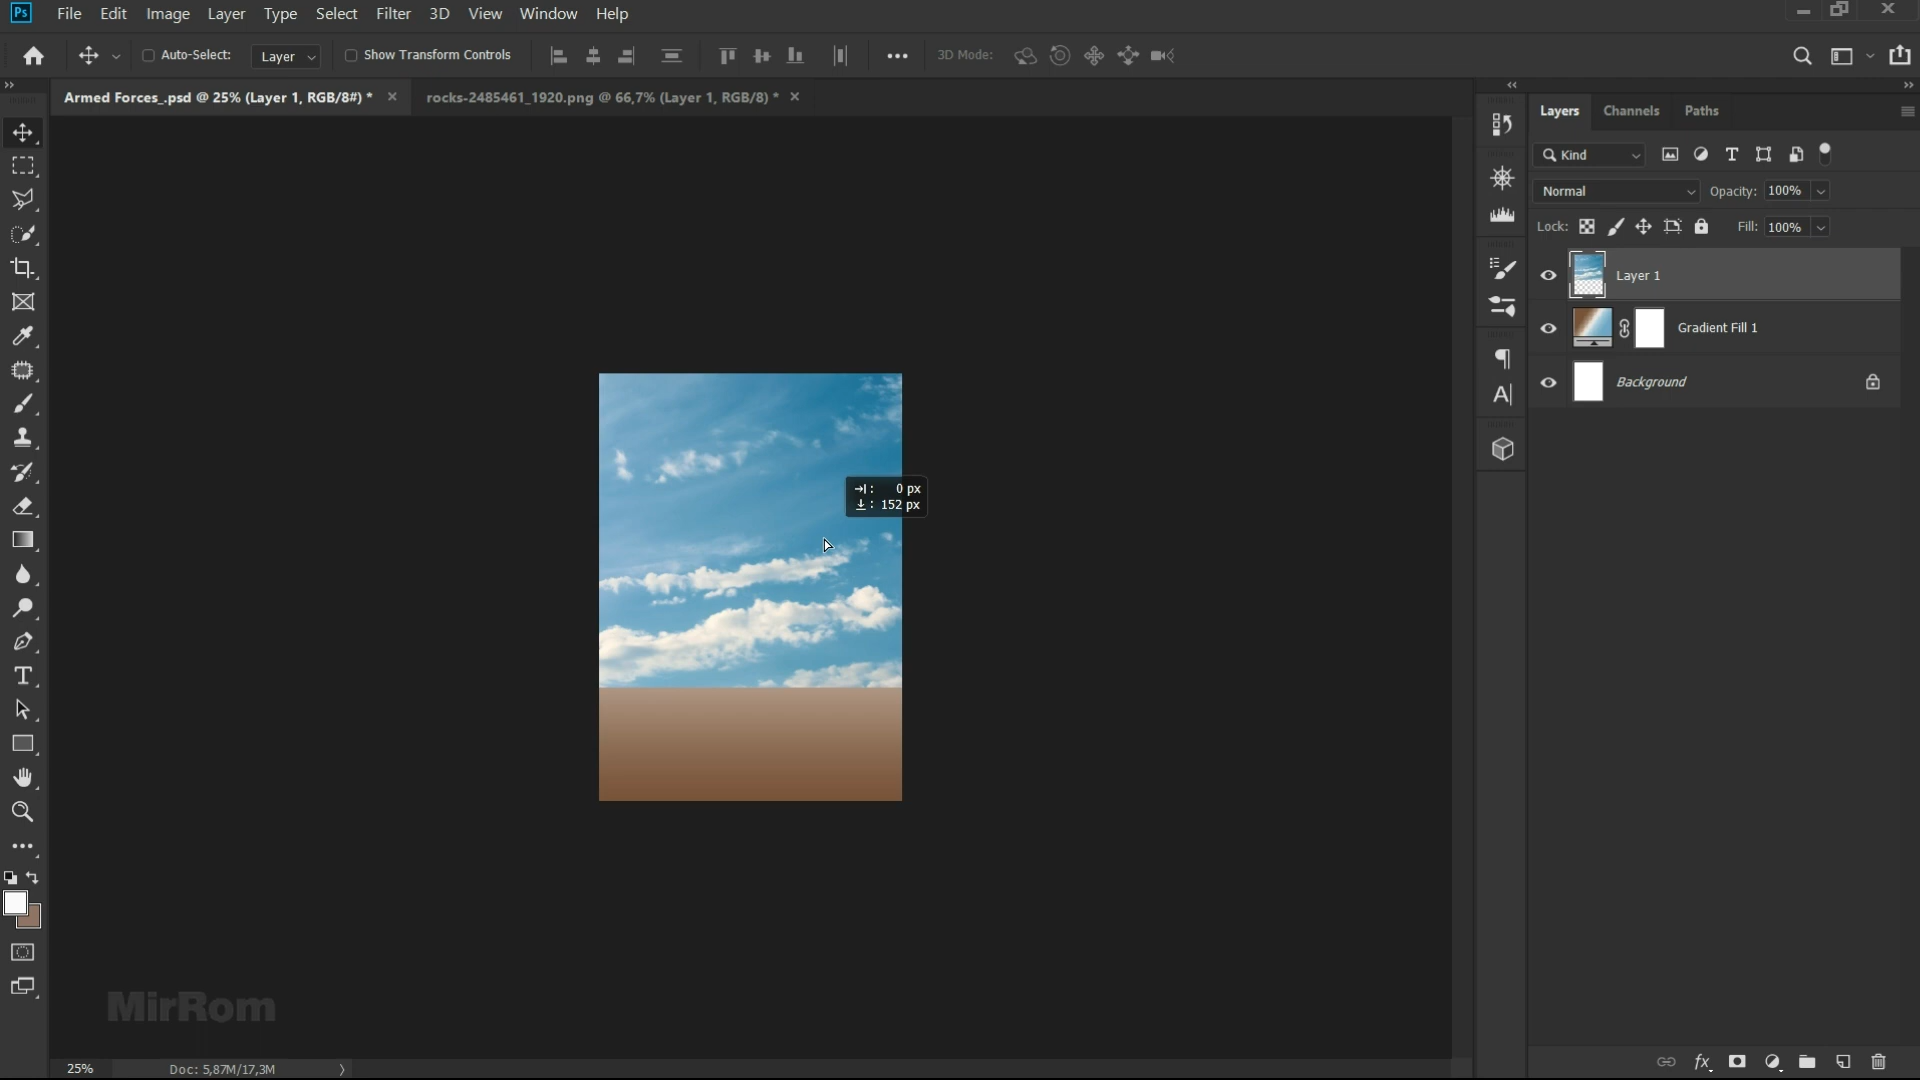 Ps File Edit Image Layer Type Select Filter 3D View Window Help
Auto-Select: Layer Show Transform Controls 3D Mode:
Armed Forces_.psd @ 25% (Layer 1, RGB/8#) * rocks-2485461_1920.png @ 66,7% (Layer 1, RGB/8) *
Layers Channels Paths
Kind
Normal Opacity: 100%
Lock: Fill: 100%
Layer 1
Gradient Fill 1
Background
: 0 px
: 152 px
MirRom
25% Doc: 5,87M/17,3M